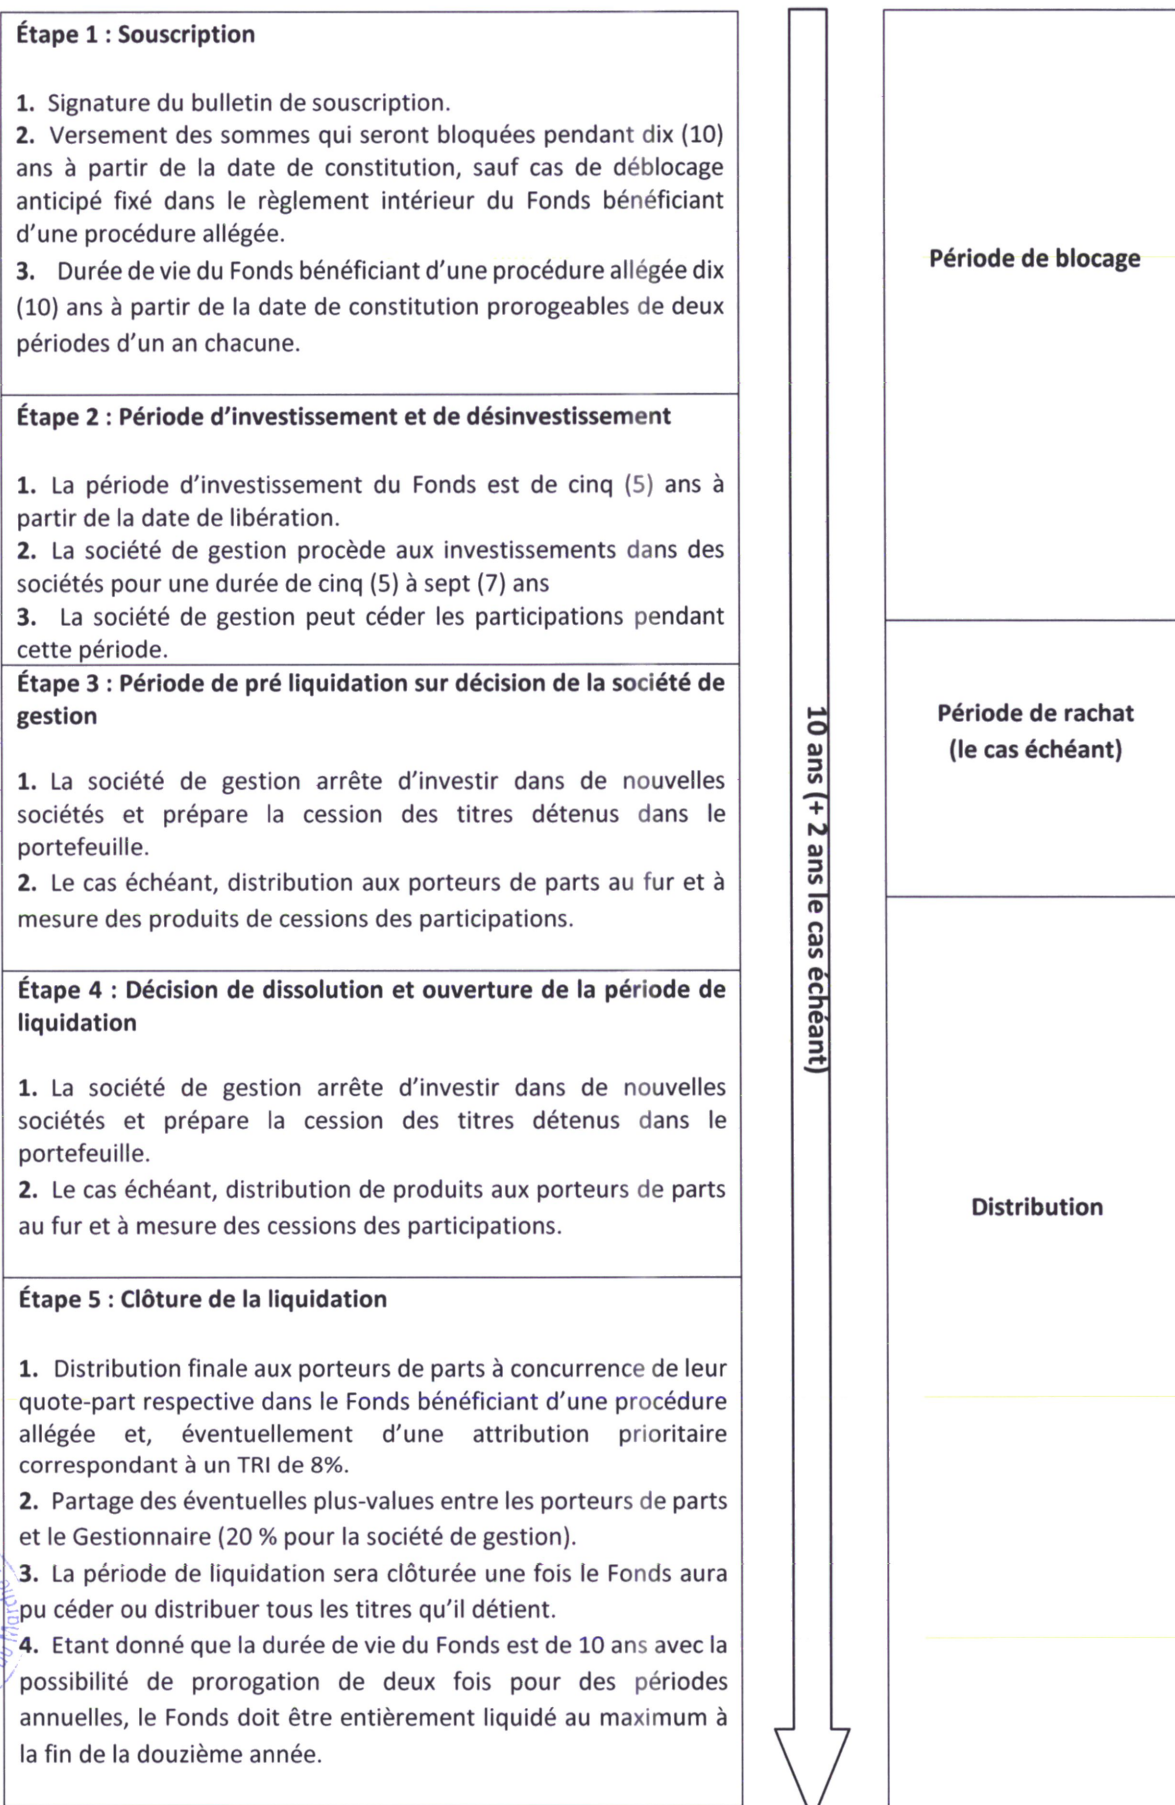 Étape 1 : Souscription
1. Signature du bulletin de souscription.
2. Versement des sommes qui seront bloquées pendant dix (10)
ans à partir de la date de constitution, sauf cas de déblocage
anticipé fixé dans le règlement intérieur du Fonds bénéficiant
d'une procédure allégée.
3. Durée de vie du Fonds bénéficiant d'une procédure allégée dix
(10) ans à partir de la date de constitution prorogeables de deux
périodes d'un an chacune.
Étape 2 : Période d'investissement et de désinvestissement
1. La période d'investissement du Fonds est de cinq (5) ans à
partir de la date de libération.
2. La société de gestion procède aux investissements dans des
sociétés pour une durée de cinq (5) à sept (7) ans
3. La société de gestion peut céder les participations pendant
cette période.
Étape 3 : Période de pré liquidation sur décision de la société de
gestion
1. La société de gestion arrête d'investir dans de nouvelles
sociétés et prépare la cession des titres détenus dans le
portefeuille.
2. Le cas échéant, distribution aux porteurs de parts au fur et à
mesure des produits de cessions des participations.
Étape 4 : Décision de dissolution et ouverture de la période de
liquidation
1. La société de gestion arrête d'investir dans de nouvelles
sociétés et prépare la cession des titres détenus dans le
portefeuille.
2. Le cas échéant, distribution de produits aux porteurs de parts
au fur et à mesure des cessions des participations.
Étape 5 : Clôture de la liquidation
1. Distribution finale aux porteurs de parts à concurrence de leur
quote-part respective dans le Fonds bénéficiant d'une procédure
allégée et, éventuellement d'une attribution prioritaire
correspondant à un TRI de 8%.
2. Partage des éventuelles plus-values entre les porteurs de parts
et le Gestionnaire (20 % pour la société de gestion).
3. La période de liquidation sera clôturée une fois le Fonds aura
pu céder ou distribuer tous les titres qu'il détient.
4. Etant donné que la durée de vie du Fonds est de 10 ans avec la
possibilité de prorogation de deux fois pour des périodes
annuelles, le Fonds doit être entièrement liquidé au maximum à
la fin de la douzième année.
10 ans (+ 2 ans le cas échéant)
Période de blocage
Période de rachat
(le cas échéant)
Distribution
du Marché